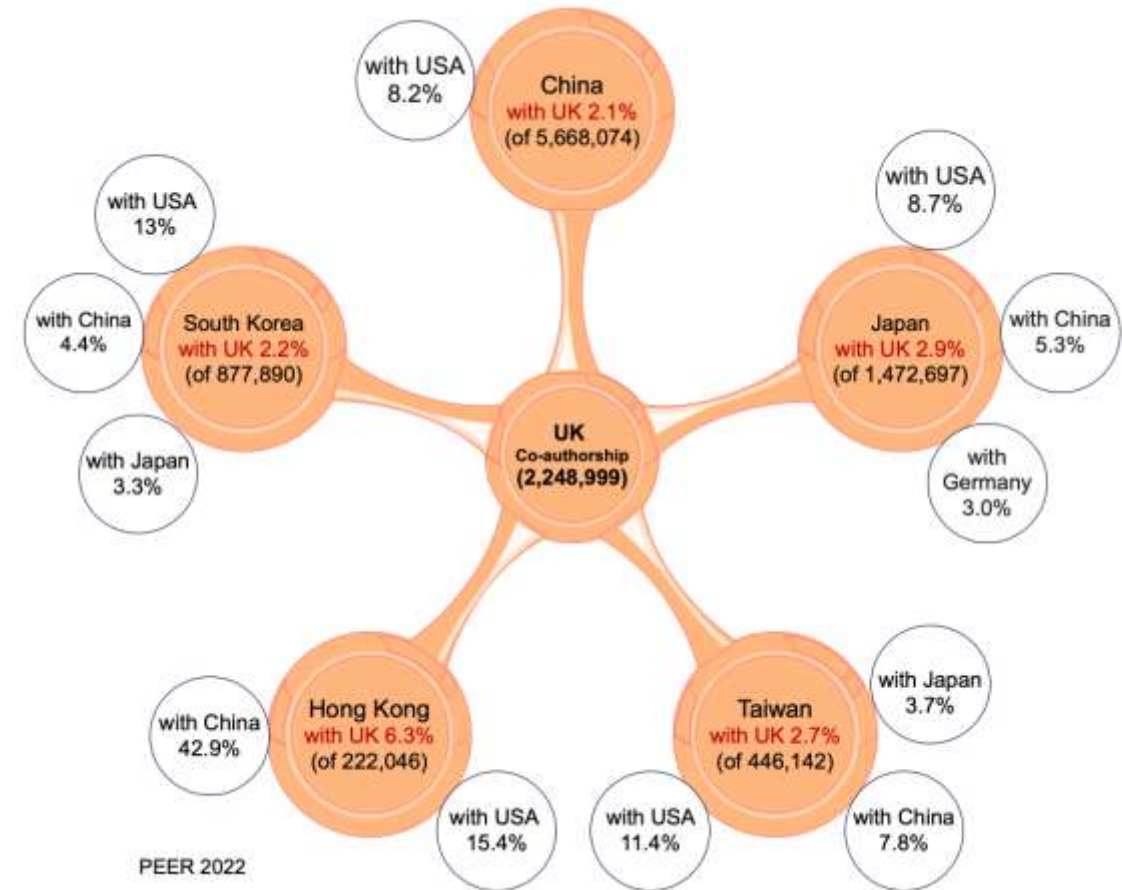 with USA
8.2%
China
with UK 2.1%
(of 5,668,074)
with USA
8.7%
with USA
13%
with China
4.4%
South Korea
with UK 2.2%
(of 877,890)
Japan
with UK 2.9%
(of 1,472,697)
with China
5.3%
with Japan
3.3%
UK
Co-authorship
(2,248,999)
with
Germany
3.0%
with China
42.9%
Hong Kong
with UK 6.3%
(of 222,046)
with USA
15.4%
Taiwan
with UK 2.7%
(of 446,142)
with Japan
3.7%
with USA
11.4%
with China
7.8%
PEER 2022